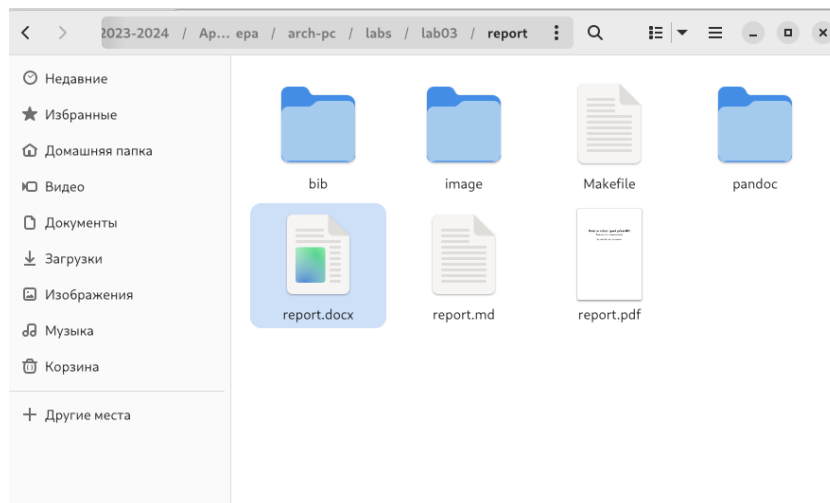 2023-2024 / Ap... ера / arch-pc / labs / lab03 / report
Недавние
Избранные
Домашняя папка
Видео
Документы
Загрузки
Изображения
Музыка
Корзина
Другие места
bib
image
Makefile
pandoc
report.docx
report.md
report.pdf